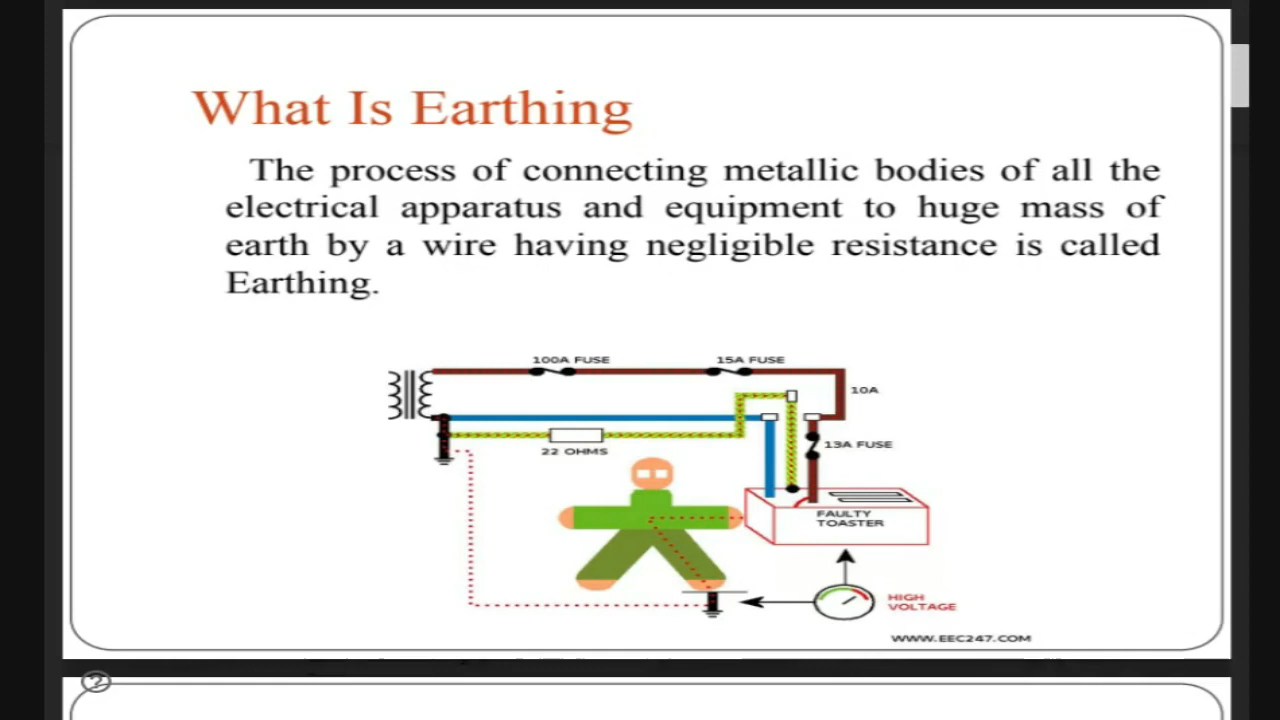 What Is Earthing
The process of connecting metallic bodies of all the
electrical apparatus and equipment to huge mass of
earth by a wire having negligible resistance is called
Earthing.
100A FUSE
15A FUSE
10A
13A FUSE
22 OHMS
FAULTY
TOASTER
HIGH
VOLTAGE
WWW.EEC247.COM
?